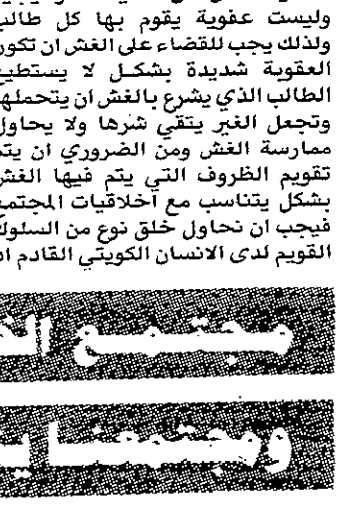 وليست عفوية يقوم بها كل طالب
ولذلك يجب للقضاء على الغش ان تكون
العقوبة شديدة بشكل لا يستطيع
الطالب الذي يشرع بالغش ان يتحملها
وتجعل الغير يتقي شرها ولا يحاول
ممارسة الغش ومن الضروري ان يتم
تقويم الظروف التي يتم فيها الغش
بشكل يتناسب مع اخلاقيات المجتمع
فيجب ان نحاول خلق نوع من السلوك
القويم لدى الانسان الكويتي القادم
مجتمع
ومجتمعنا